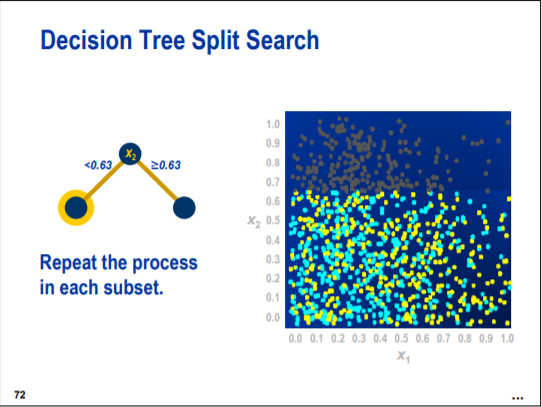 Decision Tree Split Search
X2
<0.63 ≥0.63
Repeat the process
in each subset.
1.0
0.9
0.8
0.7
0.6
x2 0.5
0.4
0.3
0.2
0.1
0.0
0.0 0.1 0.2 0.3 0.4 0.5 0.6 0.7 0.8 0.9 1.0
x1
72
...